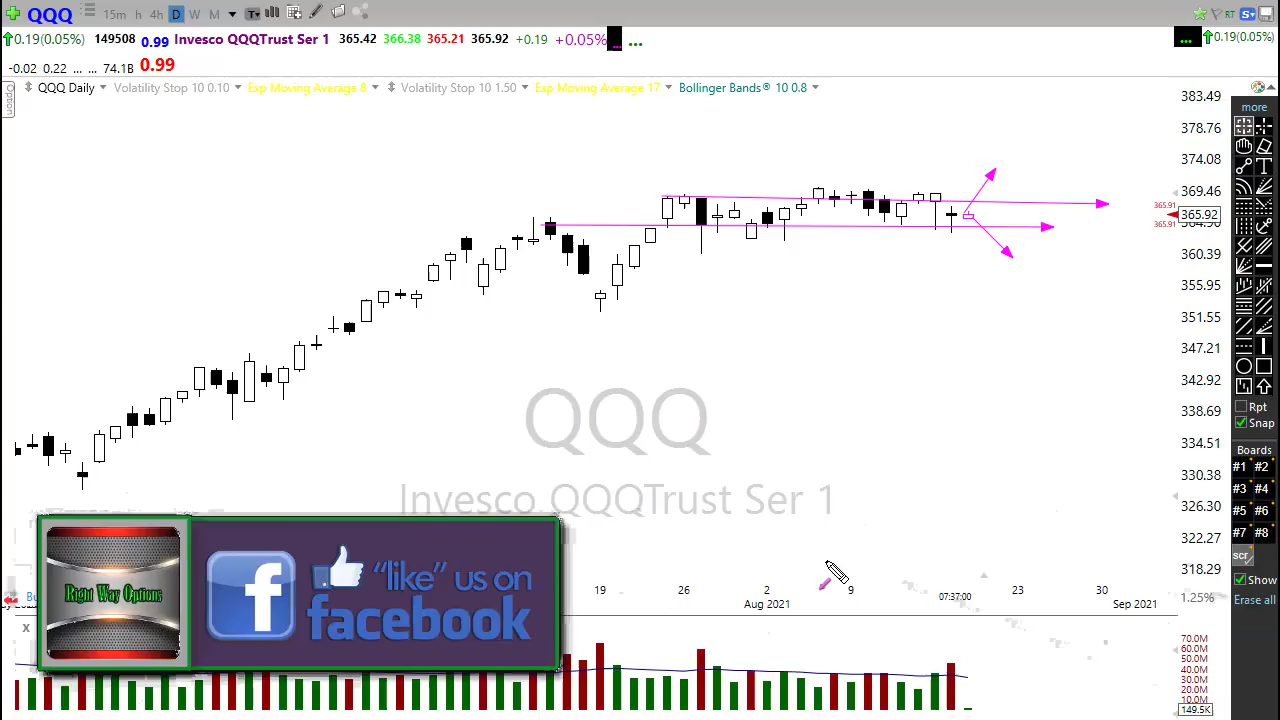 QQQ 15m h 4h D W M T RT S
0.19(0.05%) 149508 0.99 Invesco QQQTrust Ser 1 365.42 366.38 365.21 365.92 +0.19 +0.05% ... ... 0.19(0.05%)
-0.02 0.22 ... ... 74.1B 0.99
Option QQQ Daily Volatility Stop 10 0.10 Exp Moving Average 8 Volatility Stop 10 1.50 Exp Moving Average 17 Bollinger Bands® 10 0.8
383.49
more
378.76
374.08
369.46
365.91
365.92
365.91
360.39
355.95
351.55
347.21
342.92
338.69
334.51
330.38
326.30
322.27
318.29
Rpt
Snap
Boards
#1 #2
#3 #4
#5 #6
#7 #8
scr
Show
Erase all
QQQ
Invesco QQQTrust Ser 1
Right Way Options
f
"like" us on
facebook
19 26 2 9 07:37:00 23 30
Aug 2021 Sep 2021
1.25%
x
70.0M
60.0M
50.0M
40.0M
30.0M
20.0M
10.0M
149.5K